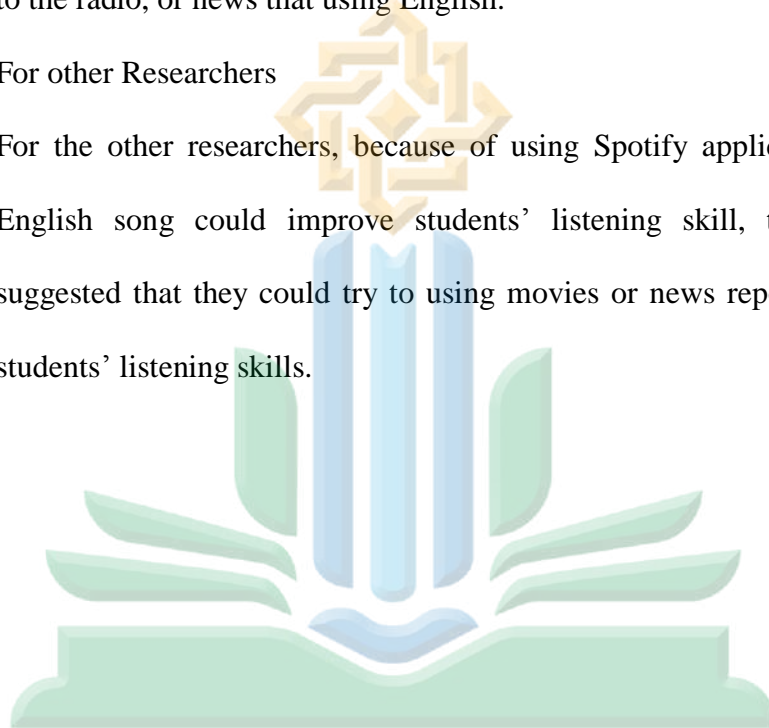 to the radio, or news that using English.
For other Researchers
For the other researchers, because of using Spotify
English song could improve students’ listening skill,
suggested that they could try to using movies or news
students’ listening skills.